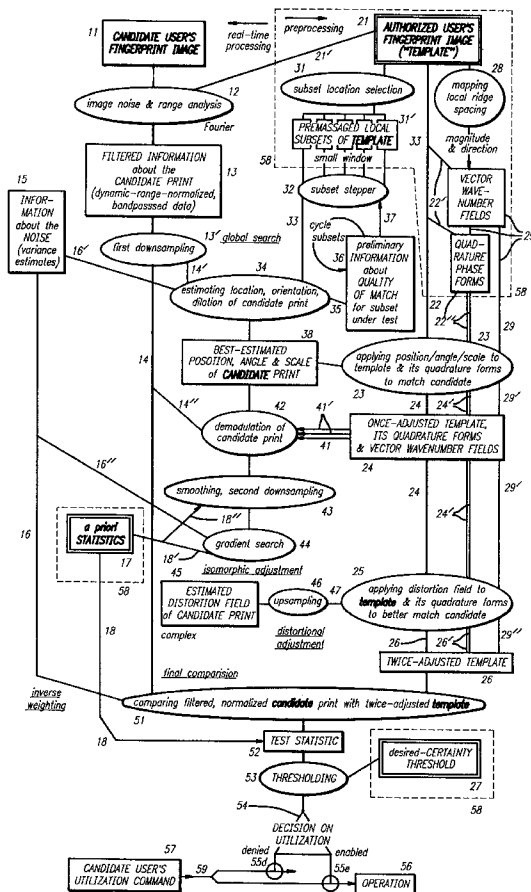 11
CANDIDATE USER'S
FINGERPRINT IMAGE
real-time
processing
preprocessing
21
AUTHORIZED USER'S
FINGERPRINT IMAGE
("TEMPLATE")
21'
31
subset location selection
28
mapping
local ridge
spacing
12
image noise & range analysis
Fourier
31'
PREMASSAGED LOCAL
SUBSETS OF TEMPLATE
58
small window
33
magnitude
& direction
15
INFOR-
MATION
about the
NOISE
(variance
estimates)
FILTERED INFORMATION
about the
CANDIDATE PRINT
(dynamic-range-normalized,
bandpasssed data)
13
32
subset stepper
22'
VECTOR
WAVE-
NUMBER
FIELDS
29
33
37
cycle
subsets
36
preliminary
INFORMATION
about
QUALITY
OF MATCH
for subset
under test
QUAD-
RATURE
PHASE
FORMS
58
13'
global search
first downsampling
16'
14'
34
estimating location, orientation,
dilation of candidate print
35
22
22''
29
23
38
BEST-ESTIMATED
POSITION, ANGLE & SCALE
of CANDIDATE PRINT
applying position/angle/scale to
template & its quadrature forms
to match candidate
23
24
24'
29'
14
14''
42
demodulation of
candidate print
41'
41
ONCE-ADJUSTED TEMPLATE,
ITS QUADRATURE FORMS
& VECTOR WAVENUMBER FIELDS
24
16''
smoothing, second downsampling
43
24
29'
24'
16
a priori
STATISTICS
17
58
18''
gradient search
44
18'
isomorphic adjustment
45
ESTIMATED
DISTORTION FIELD
of CANDIDATE PRINT
complex
46
upsampling
47
25
applying distortion field to
template & its quadrature forms
to better match candidate
distortional
adjustment
26
26'
29''
18
TWICE-ADJUSTED TEMPLATE
26
final comparision
inverse
weighting
51
comparing filtered, normalized candidate print with twice-adjusted template
18
TEST STATISTIC
52
53
THRESHOLDING
desired-CERTAINTY
THRESHOLD
27
58
54
DECISION ON
UTILIZATION
denied
enabled
57
CANDIDATE USER'S
UTILIZATION COMMAND
59
55d
55e
56
OPERATION